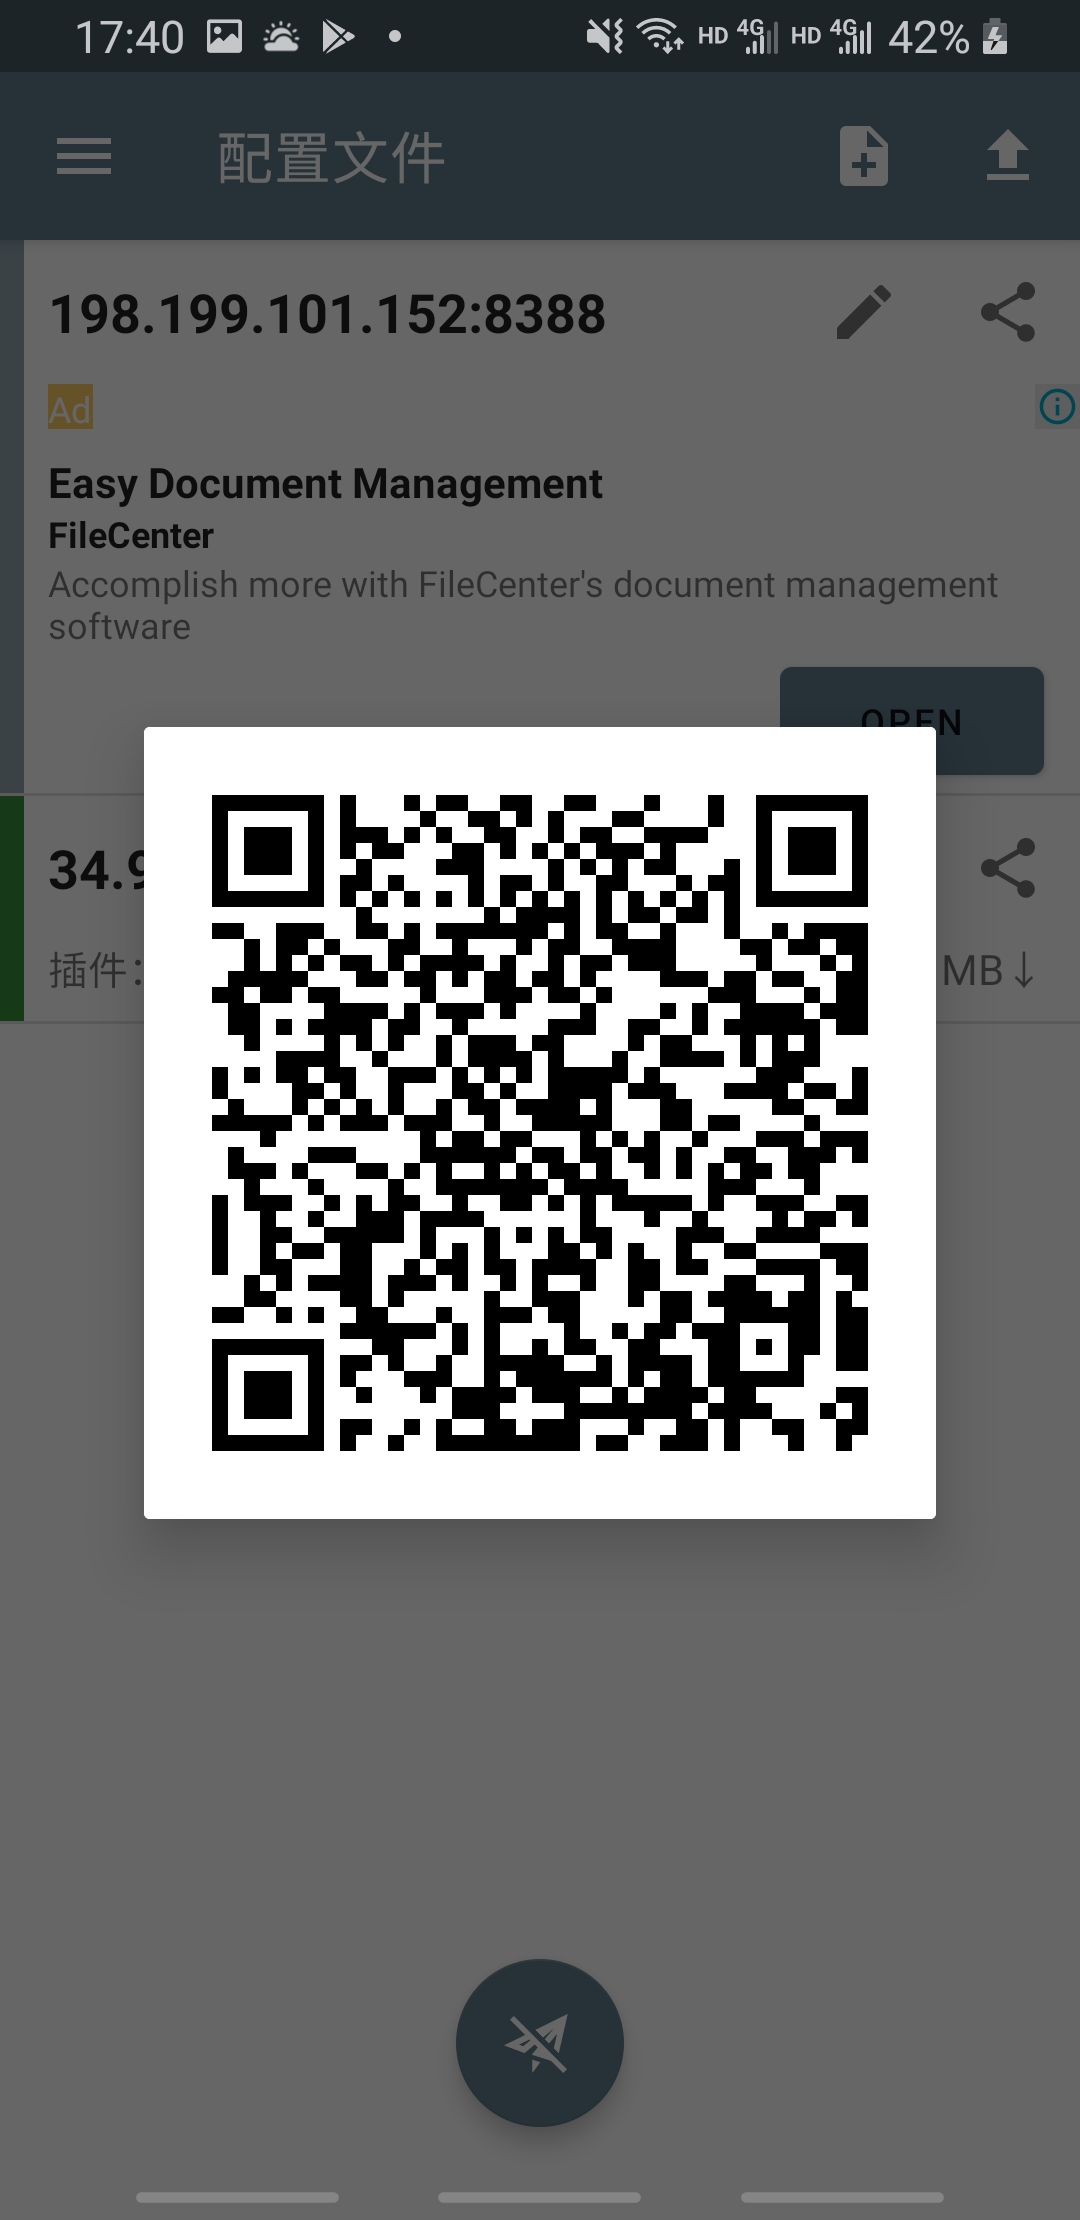 17:40
HD 4G HD 4G 42%
配置文件
198.199.101.152:8388
Ad
Easy Document Management
FileCenter
Accomplish more with FileCenter's document management
software
OPEN
34.9
插件: MB↓